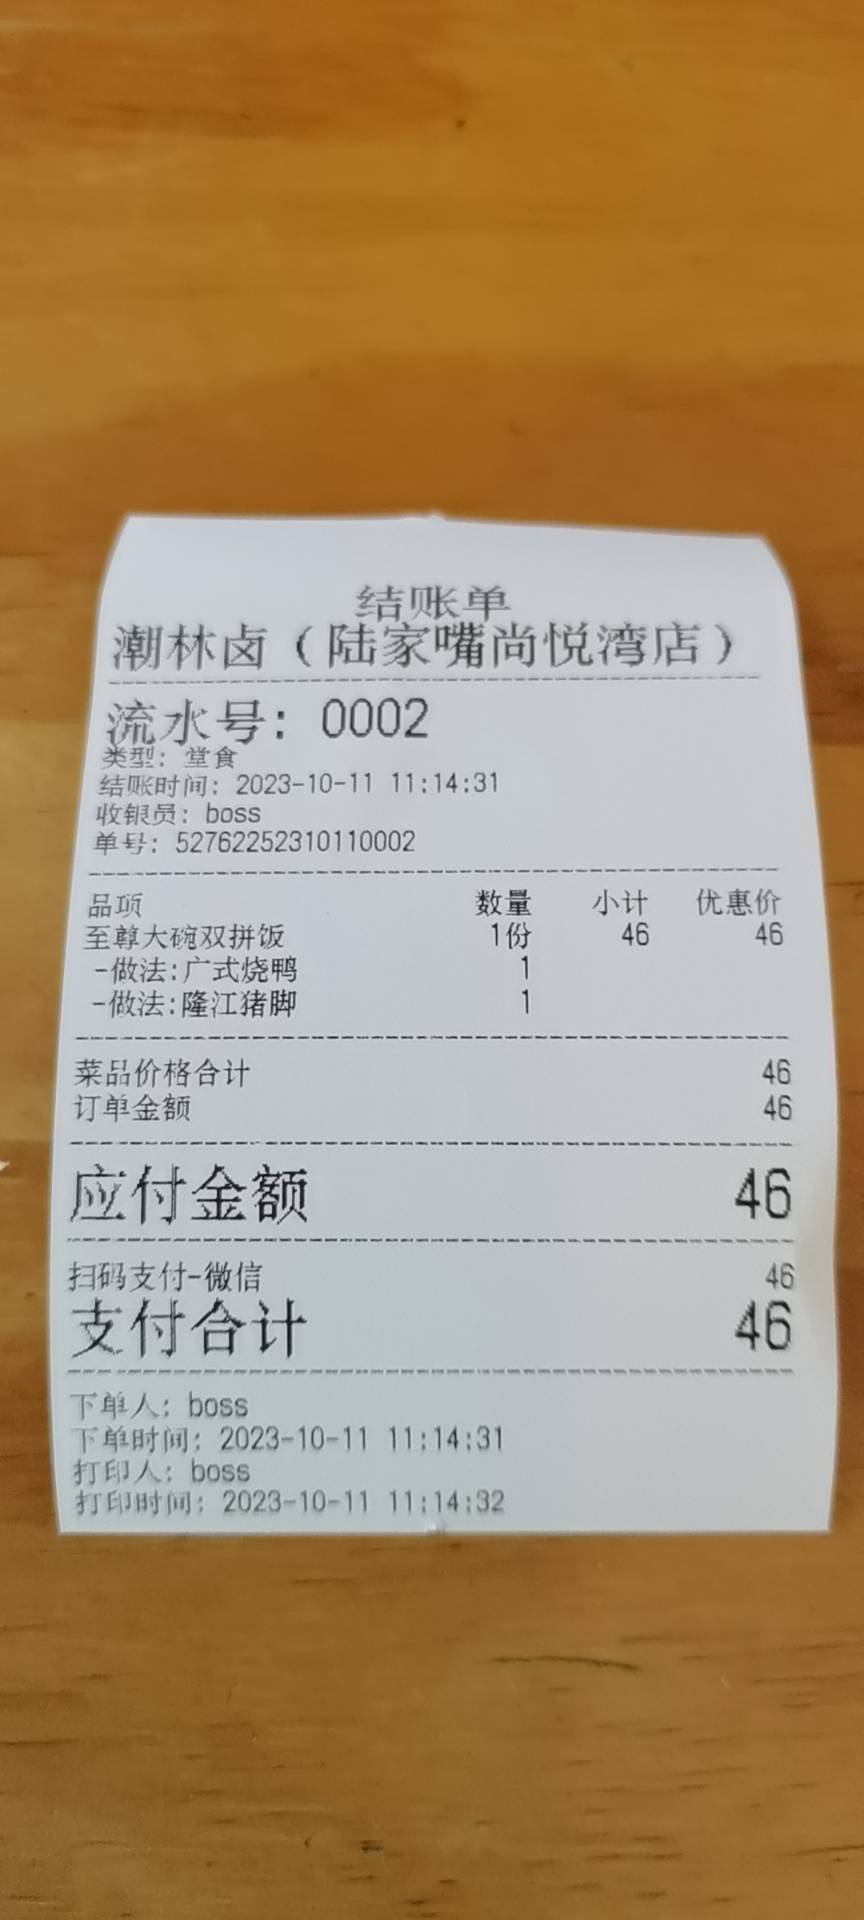 结账单
潮林卤（陆家嘴尚悦湾店）
流水号: 0002
类型: 堂食
结账时间: 2023-10-11 11:14:31
收银员: boss
单号: 52762252310110002
品项 数量 小计 优惠价
至尊大碗双拼饭 1份 46 46
-做法:广式烧鸭 1
-做法:隆江猪脚 1
菜品价格合计 46
订单金额 46
应付金额 46
扫码支付-微信 46
支付合计 46
下单人: boss
下单时间: 2023-10-11 11:14:31
打印人: boss
打印时间: 2023-10-11 11:14:32